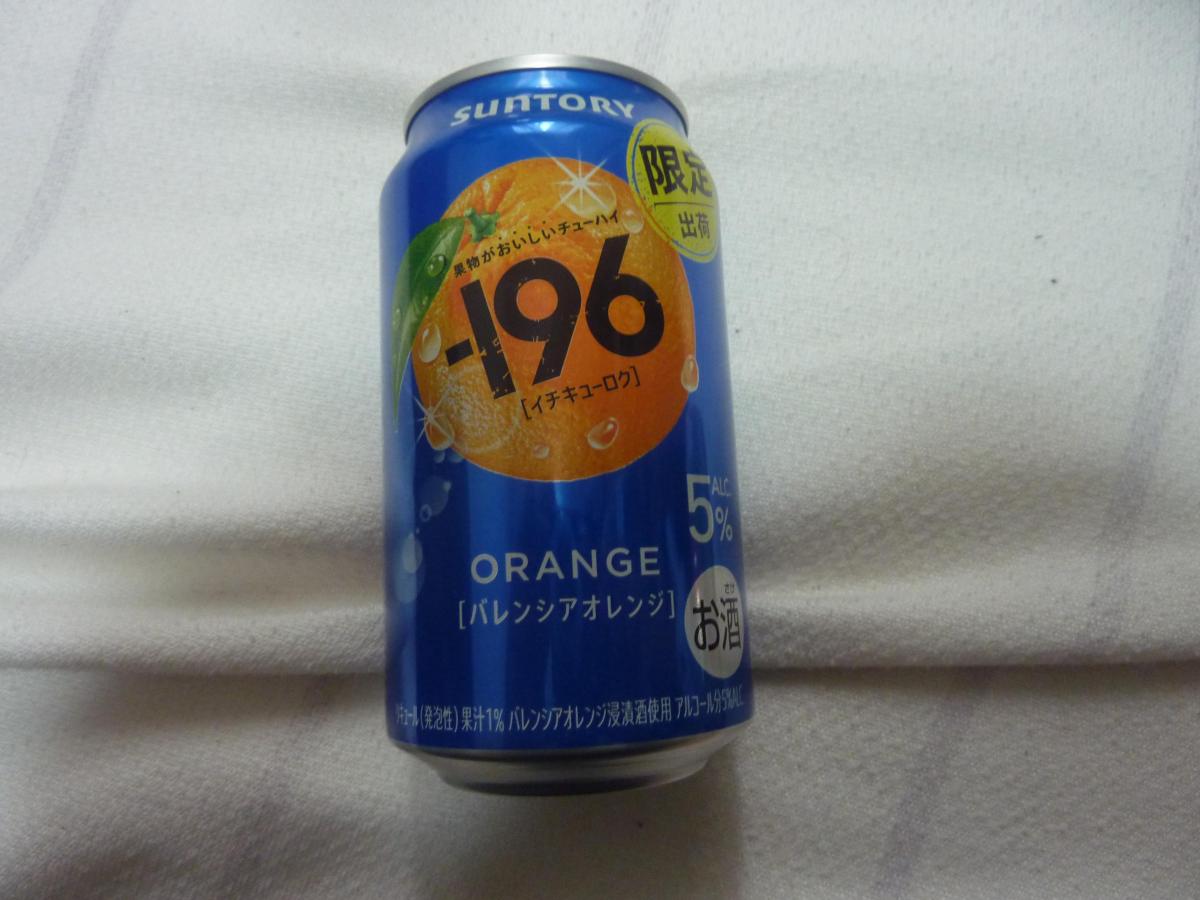 SUNTORY
限定
出荷
果物がおいしいチューハイ
-196
[イチキューロク]
5%
ALC.
ORANGE
[バレンシアオレンジ]
さけ
お酒
リキュール(発泡性)果汁1% バレンシアオレンジ浸漬酒使用 アルコール分5%ALC.